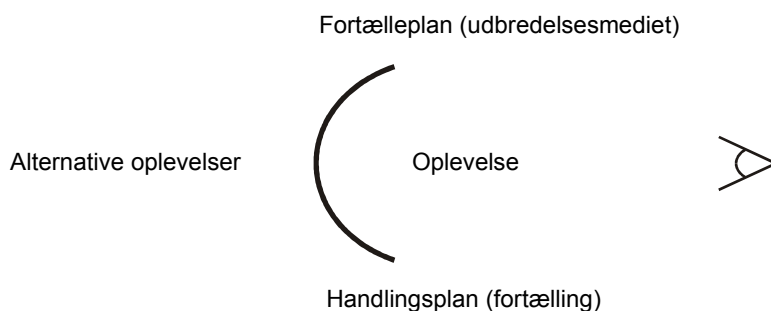 Fortælleplan (udbredelsesmediet)
Alternative oplevelser
Oplevelse
Handlingsplan (fortælling)